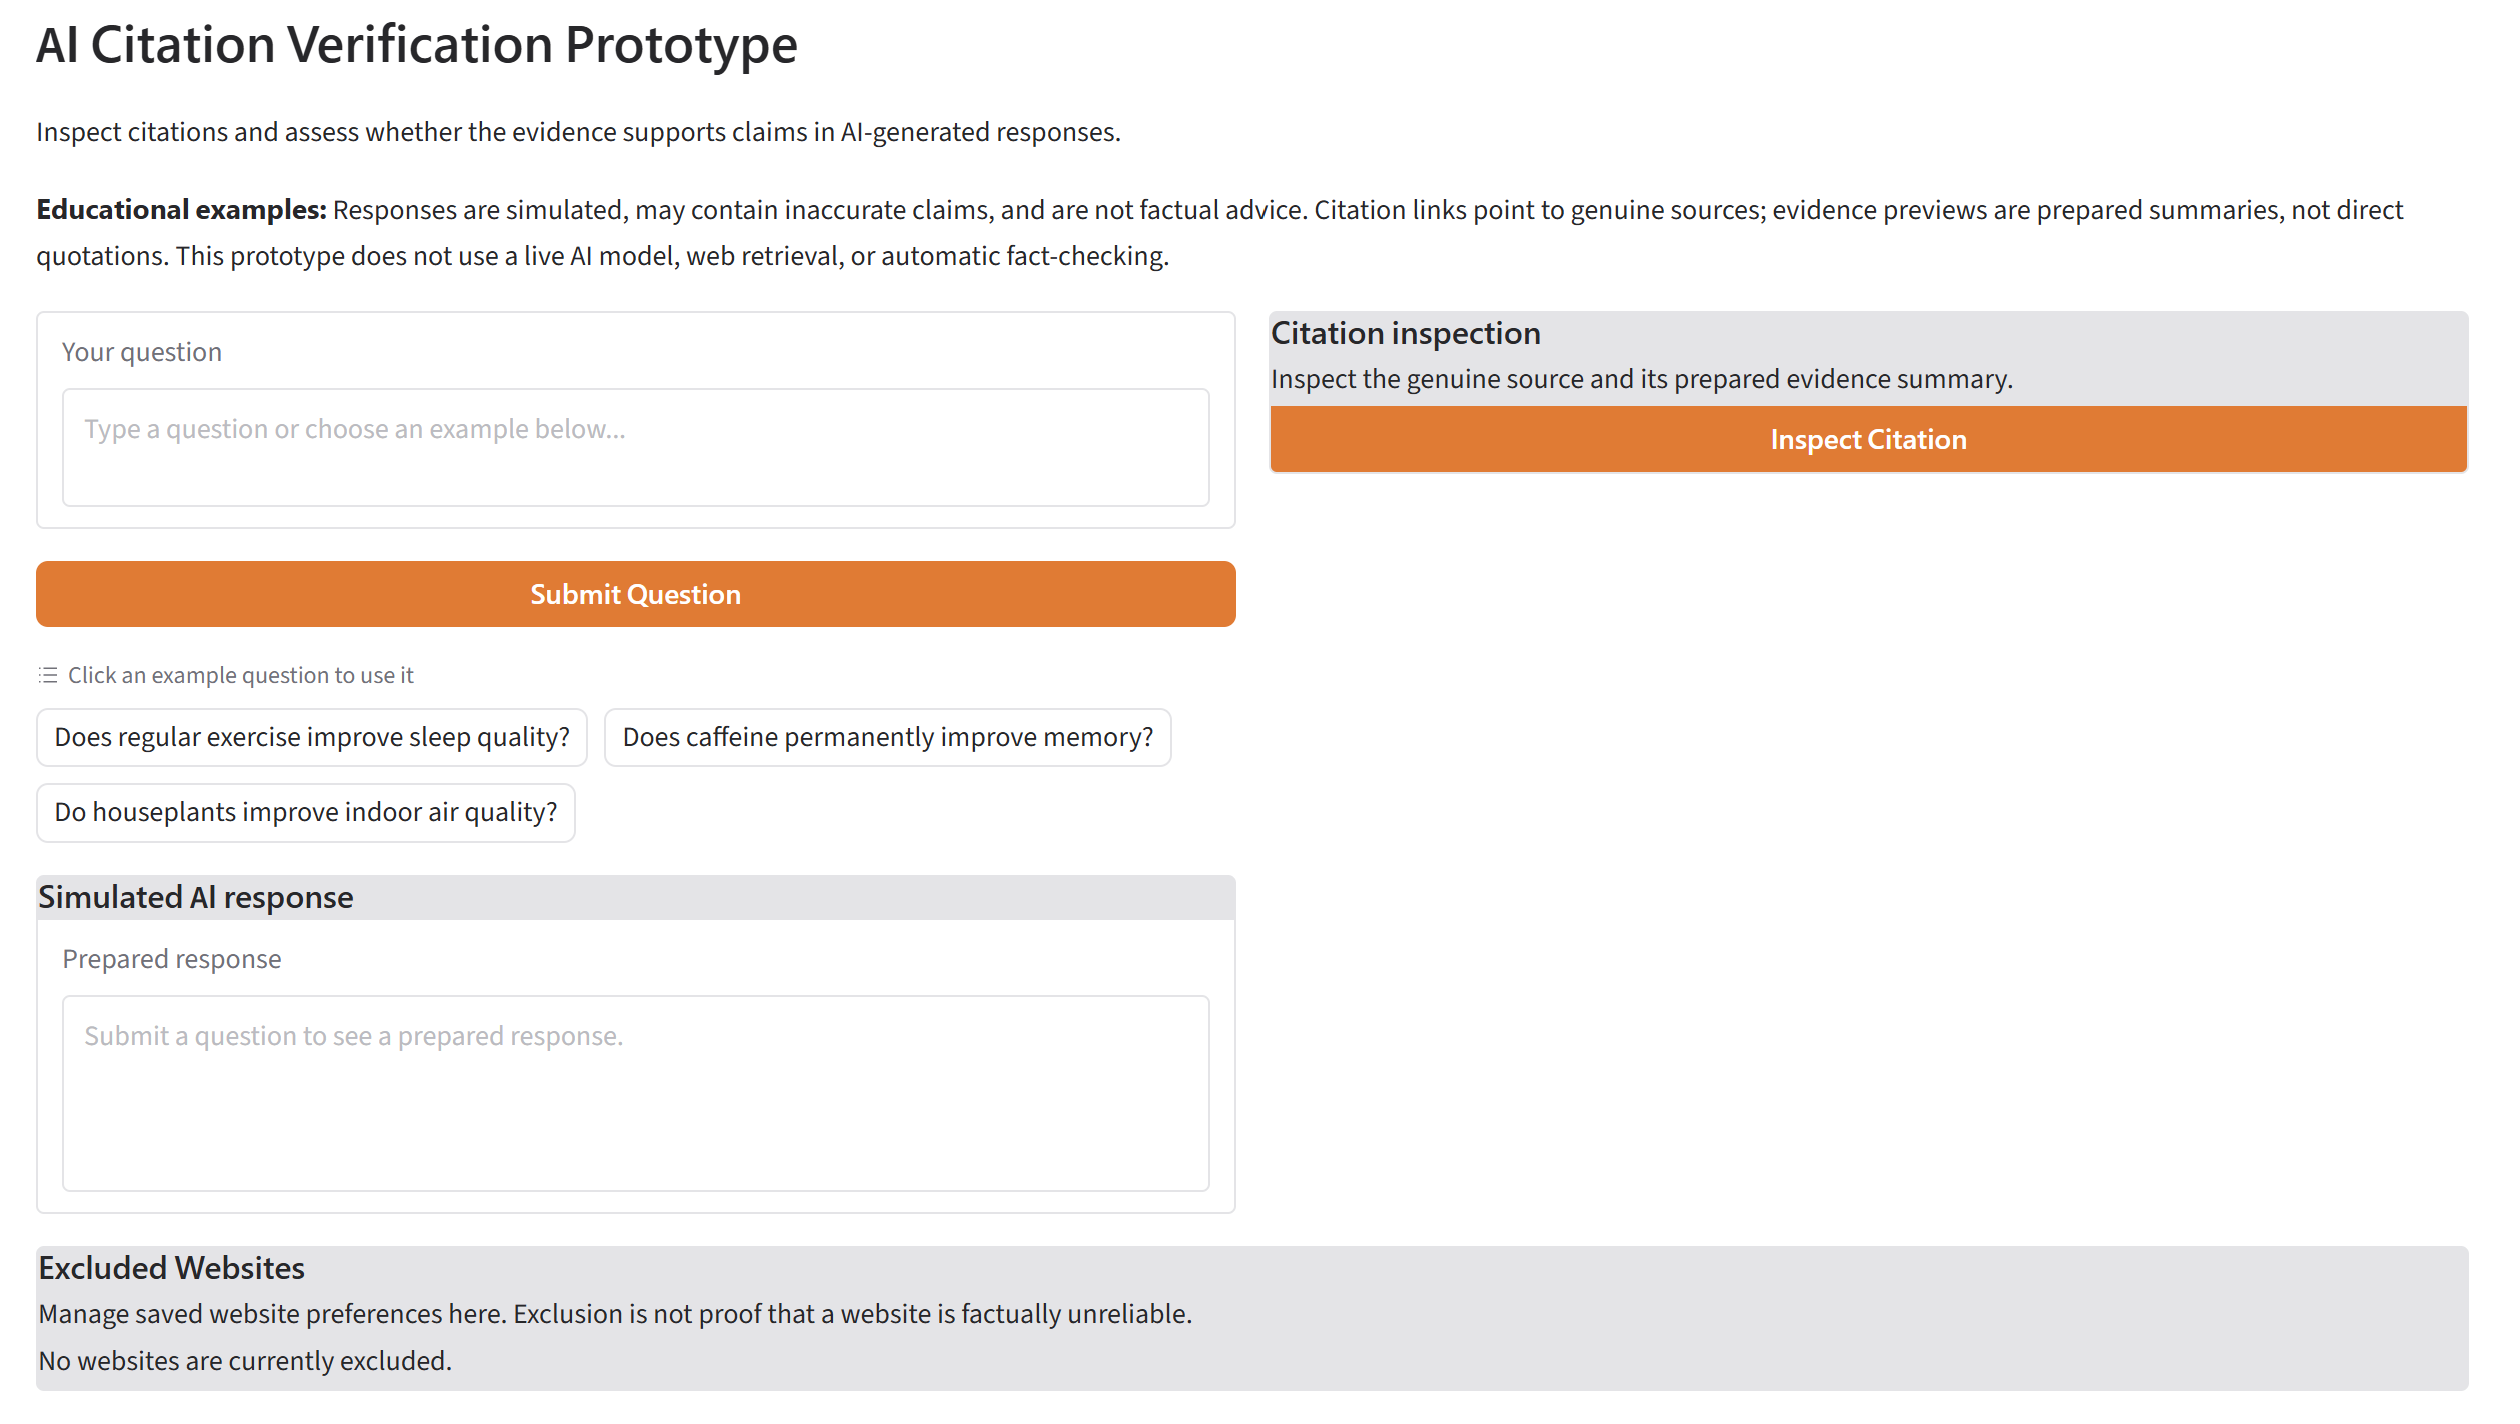 AI Citation Verification Prototype
Inspect citations and assess whether the evidence supports claims in AI-generated responses.
Educational examples: Responses are simulated, may contain inaccurate claims, and are not factual advice. Citation links point to genuine sources; evidence previews are prepared summaries, not direct
quotations. This prototype does not use a live AI model, web retrieval, or automatic fact-checking.
Your question
Type a question or choose an example below...
Submit Question
Click an example question to use it
Does regular exercise improve sleep quality?
Does caffeine permanently improve memory?
Do houseplants improve indoor air quality?
Simulated AI response
Prepared response
Submit a question to see a prepared response.
Citation inspection
Inspect the genuine source and its prepared evidence summary.
Inspect Citation
Excluded Websites
Manage saved website preferences here. Exclusion is not proof that a website is factually unreliable.
No websites are currently excluded.